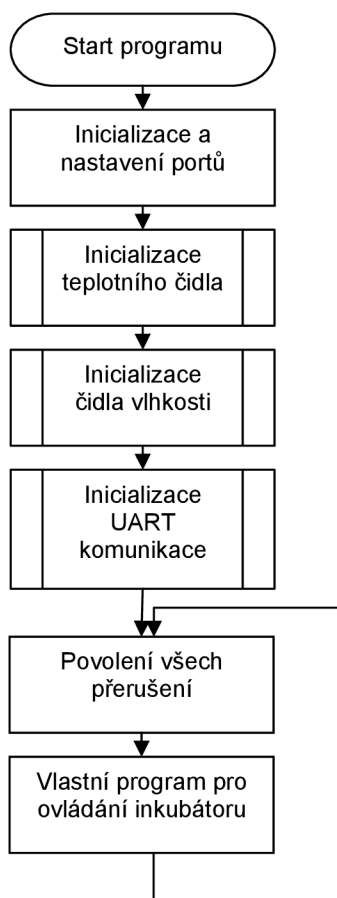 Start programu
Inicializace a
nastavení portů
Inicializace
teplotního čidla
Inicializace
čidla vlhkosti
Inicializace
UART
komunikace
Povolení všech
přerušení
Vlastní program pro
ovládání inkubátoru